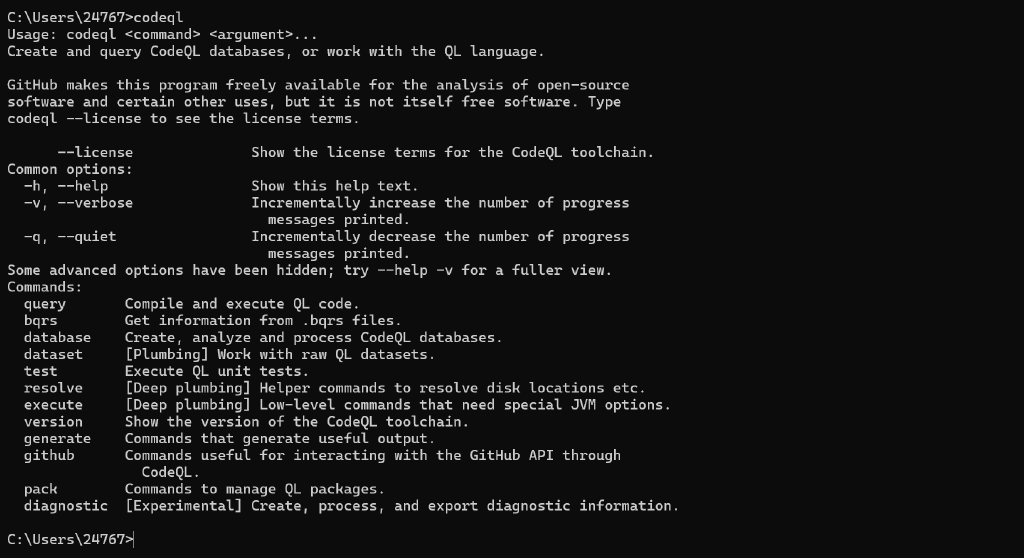 C:\Users\24767>codeql
Usage: codeql <command> <argument>...
Create and query CodeQL databases, or work with the QL language.

GitHub makes this program freely available for the analysis of open-source
software and certain other uses, but it is not itself free software. Type
codeql --license to see the license terms.

      --license              Show the license terms for the CodeQL toolchain.
Common options:
  -h, --help                 Show this help text.
  -v, --verbose              Incrementally increase the number of progress
                               messages printed.
  -q, --quiet                Incrementally decrease the number of progress
                               messages printed.
Some advanced options have been hidden; try --help -v for a fuller view.
Commands:
  query       Compile and execute QL code.
  bqrs        Get information from .bqrs files.
  database    Create, analyze and process CodeQL databases.
  dataset     [Plumbing] Work with raw QL datasets.
  test        Execute QL unit tests.
  resolve     [Deep plumbing] Helper commands to resolve disk locations etc.
  execute     [Deep plumbing] Low-level commands that need special JVM options.
  version     Show the version of the CodeQL toolchain.
  generate    Commands that generate useful output.
  github      Commands useful for interacting with the GitHub API through
                CodeQL.
  pack        Commands to manage QL packages.
  diagnostic  [Experimental] Create, process, and export diagnostic information.

C:\Users\24767>